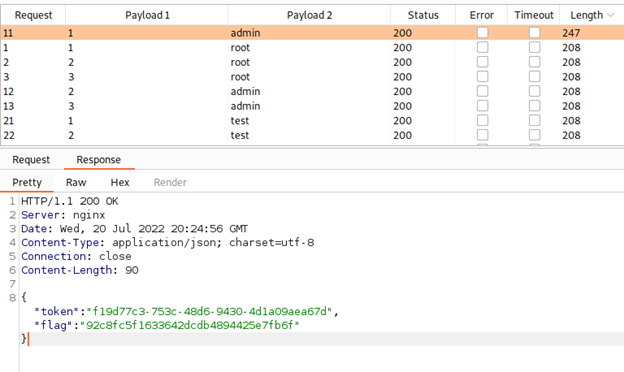 Request Payload 1 Payload 2 Status Error Timeout Length
11 1 admin 200 247
1 1 root 200 208
2 2 root 200 208
3 3 root 200 208
12 2 admin 200 208
13 3 admin 200 208
21 1 test 200 208
22 2 test 200 208
Request Response
Pretty Raw Hex Render
1 HTTP/1.1 200 OK
2 Server: nginx
3 Date: Wed, 20 Jul 2022 20:24:56 GMT
4 Content-Type: application/json; charset=utf-8
5 Connection: close
6 Content-Length: 90
7
8 {
"token":"f19d77c3-753c-48d6-9430-4d1a09aea67d",
"flag":"92c8fc5f1633642dcdb4894425e7fb6f"
}